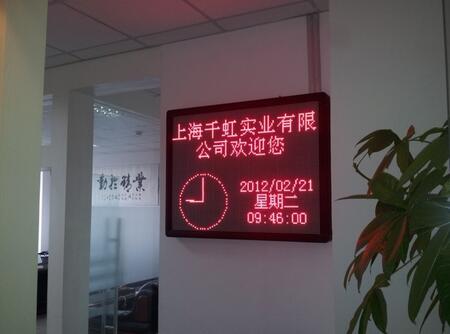 上海千虹实业有限
公司欢迎您
2012/02/21
星期二
09:46:00